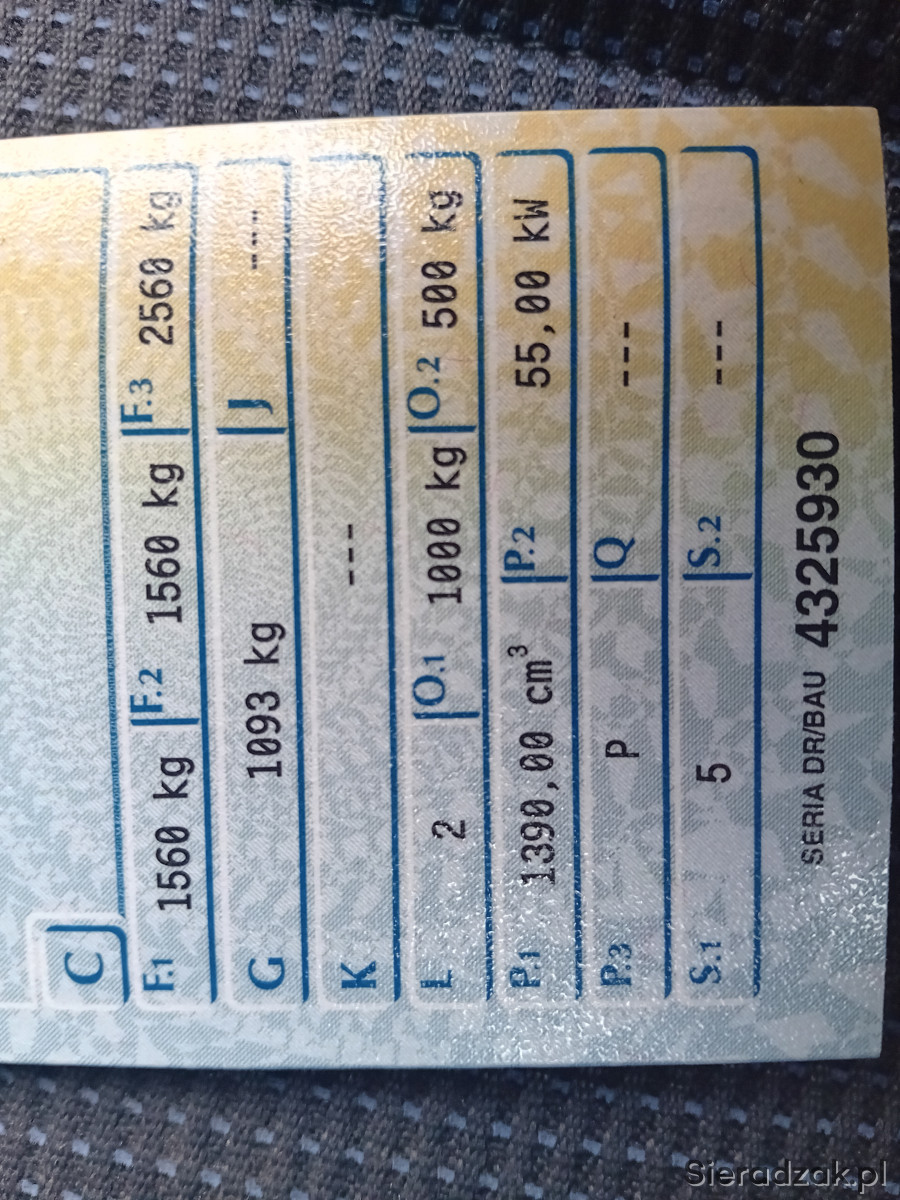 C
F.1 1560 kg F.2 1560 kg F.3 2560 kg
G 1093 kg J ----
K ---
L 2 O.1 1000 kg O.2 500 kg
P.1 1390,00 cm³ P.2 55,00 kW
P.3 P Q ---
S.1 5 S.2 ---
SERIA DR/BAU 4325930
Sieradzak.pl